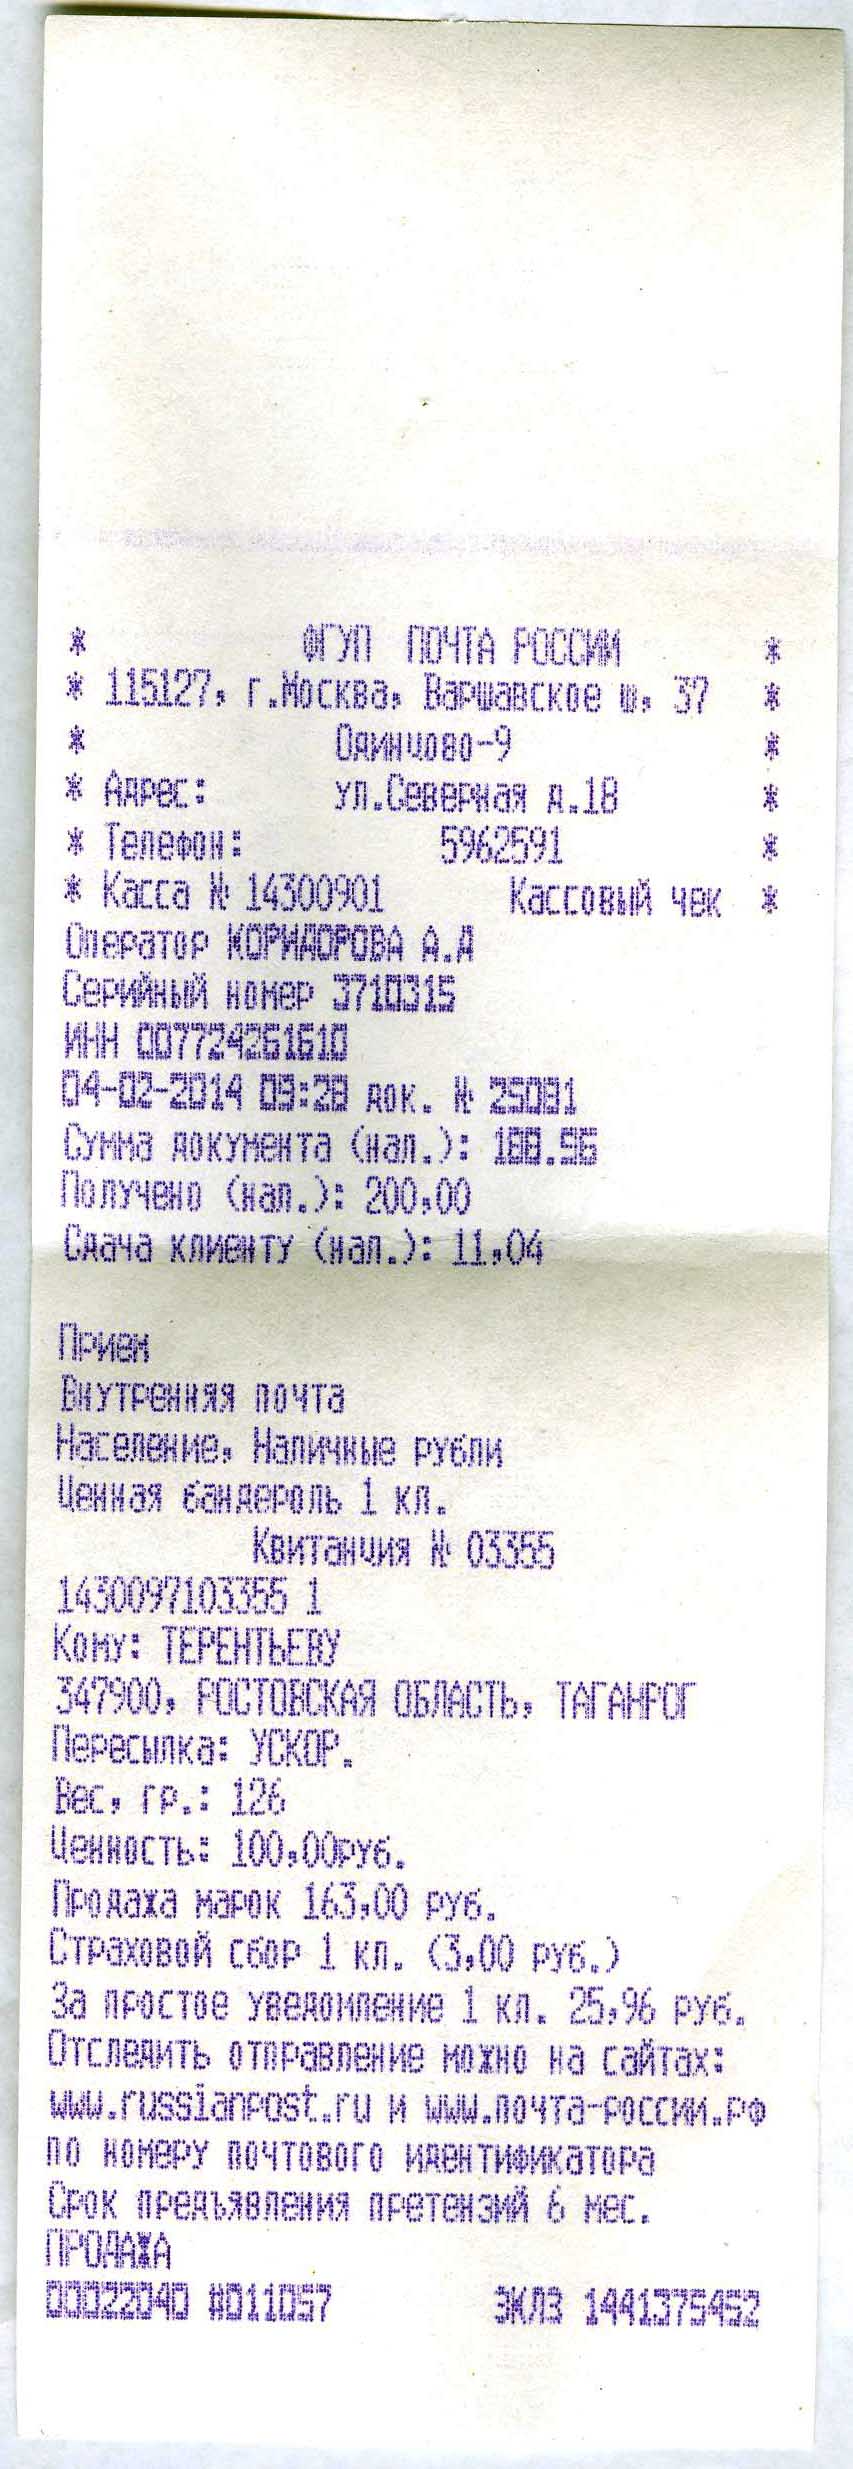 * ФГУП ПОЧТА РОССИИ *
* 115127, г.Москва, Варшавское ш, 37 *
* Одинцово-9 *
* Адрес: ул.Северная д.18 *
* Телефон: 5962591 *
* Касса № 14300901 Кассовый чек *
Оператор КОРИДОРОВА А.Д
Серийный номер 3710315
ИНН 007724261610
04-02-2014 09:28 док. № 25081
Сумма документа (нал.): 188.96
Получено (нал.): 200,00
Сдача клиенту (нал.): 11,04
Прием
Внутренняя почта
Население, Наличные рубли
Ценная бандероль 1 кл.
Квитанция № 03355
1430097103355 1
Кому: ТЕРЕНТЬЕВУ
347900, РОСТОВСКАЯ ОБЛАСТЬ, ТАГАНРОГ
Пересылка: УСКОР.
Вес, гр.: 126
Ценность: 100,00руб.
Продажа марок 163,00 руб.
Страховой сбор 1 кл. (3,00 руб.)
За простое уведомление 1 кл. 25,96 руб.
Отследить отправление можно на сайтах:
www.russianpost.ru и www.почта-россии.рф
по номеру почтового идентификатора
Срок предъявления претензий 6 мес.
ПРОДАЖА
00022040 #011057 ЭКЛЗ 1441375452